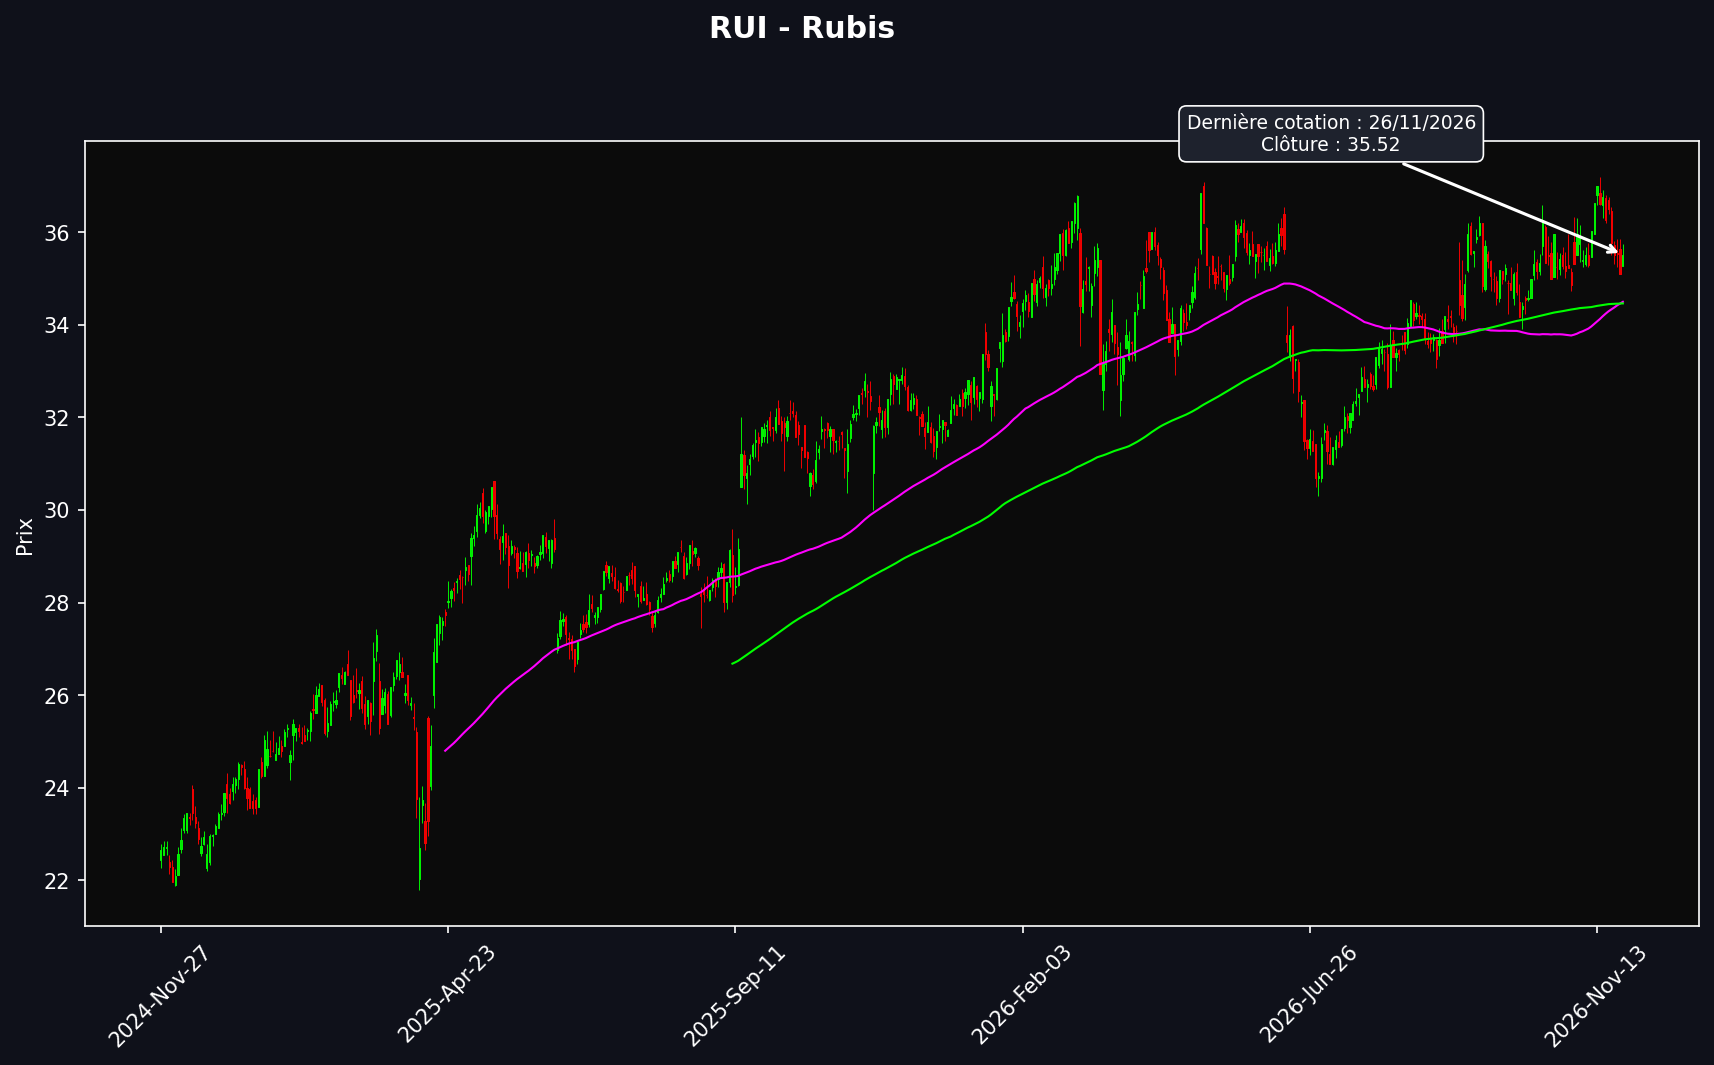 RUI - Rubis
Dernière cotation : 26/11/2026
Clôture : 35.52
Prix
36
34
32
30
28
26
24
22
2024-Nov-27
2025-Apr-23
2025-Sep-11
2026-Feb-03
2026-Jun-26
2026-Nov-13